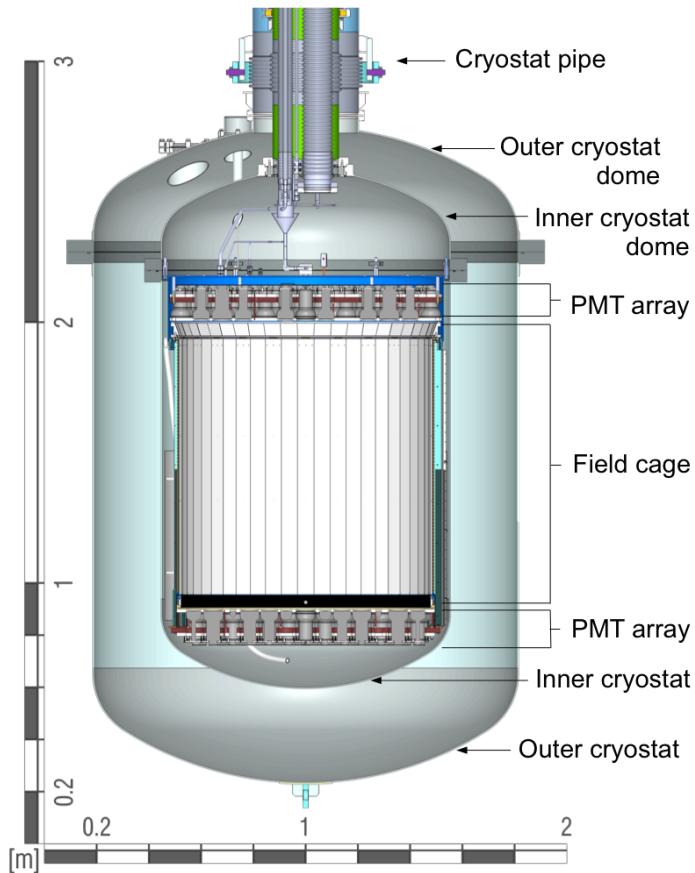 3
Cryostat pipe
Outer cryostat
dome
Inner cryostat
dome
PMT array
2
Field cage
1
PMT array
Inner cryostat
Outer cryostat
0.2
0.2
1
2
[m]